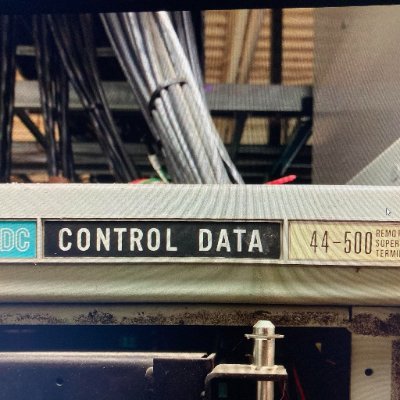 DC
CONTROL DATA
44-500
REMO
SUPER
TERMI